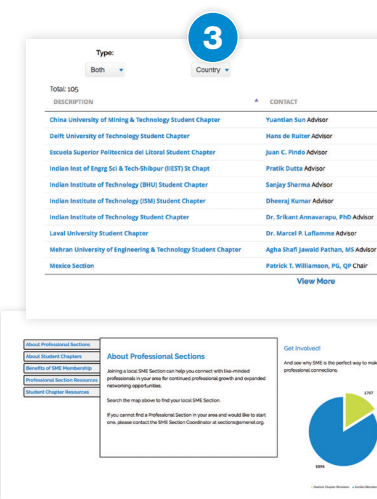 3
Type:
Both
Country
Total: 105
DESCRIPTION CONTACT
China University of Mining & Technology Student Chapter Yuantian Sun Advisor
Delft University of Technology Student Chapter Hans de Ruiter Advisor
Escuela Superior Politecnica del Litoral Student Chapter Juan C. Pindo Advisor
Indian Inst of Engrg Sci & Tech-Shibpur (IIEST) St Chapt Pratik Dutta Advisor
Indian Institute of Technology (BHU) Student Chapter Sanjay Sharma Advisor
Indian Institute of Technology (ISM) Student Chapter Dheeraj Kumar Advisor
Indian Institute of Technology Student Chapter Dr. Srikant Annavarapu, PhD Advisor
Laval University Student Chapter Dr. Marcel P. Laflamme Advisor
Mehran University of Engineering & Technology Student Chapter Agha Shafi Jawaid Pathan, MS Advisor
Mexico Section Patrick T. Williamson, PG, QP Chair
View More
About Professional Sections
About Student Chapters
Benefits of SME Membership
Professional Section Resources
Student Chapter Resources
About Professional Sections
Joining a local SME Section can help you connect with like-minded
professionals in your area for continued professional growth and expanded
networking opportunities.
Search the map above to find your local SME Section.
If you cannot find a Professional Section in your area and would like to start
one, please contact the SME Section Coordinator at sections@smenet.org.
Get Involved!
And see why SME is the perfect way to make
professional connections.